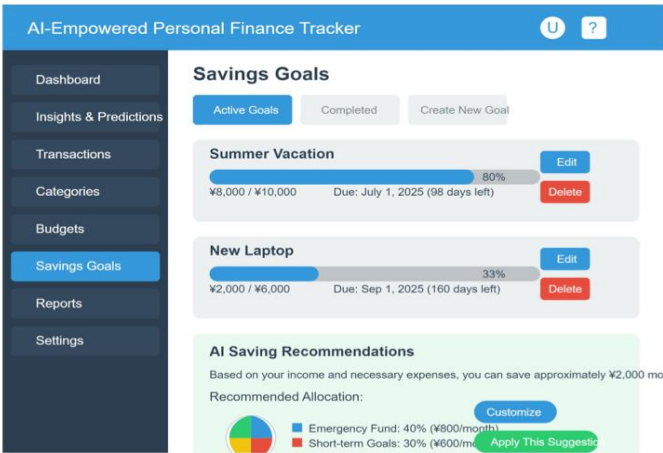 AI-Empowered Personal Finance Tracker
U
?
Dashboard
Insights & Predictions
Transactions
Categories
Budgets
Savings Goals
Reports
Settings
Savings Goals
Active Goals
Completed
Create New Goal
Summer Vacation
80%
¥8,000 / ¥10,000
Due: July 1, 2025 (98 days left)
Edit
Delete
New Laptop
33%
¥2,000 / ¥6,000
Due: Sep 1, 2025 (160 days left)
Edit
Delete
AI Saving Recommendations
Based on your income and necessary expenses, you can save approximately ¥2,000 mo
Recommended Allocation:
Emergency Fund: 40% (¥800/month)
Short-term Goals: 30% (¥600/mo
Customize
Apply This Suggestion